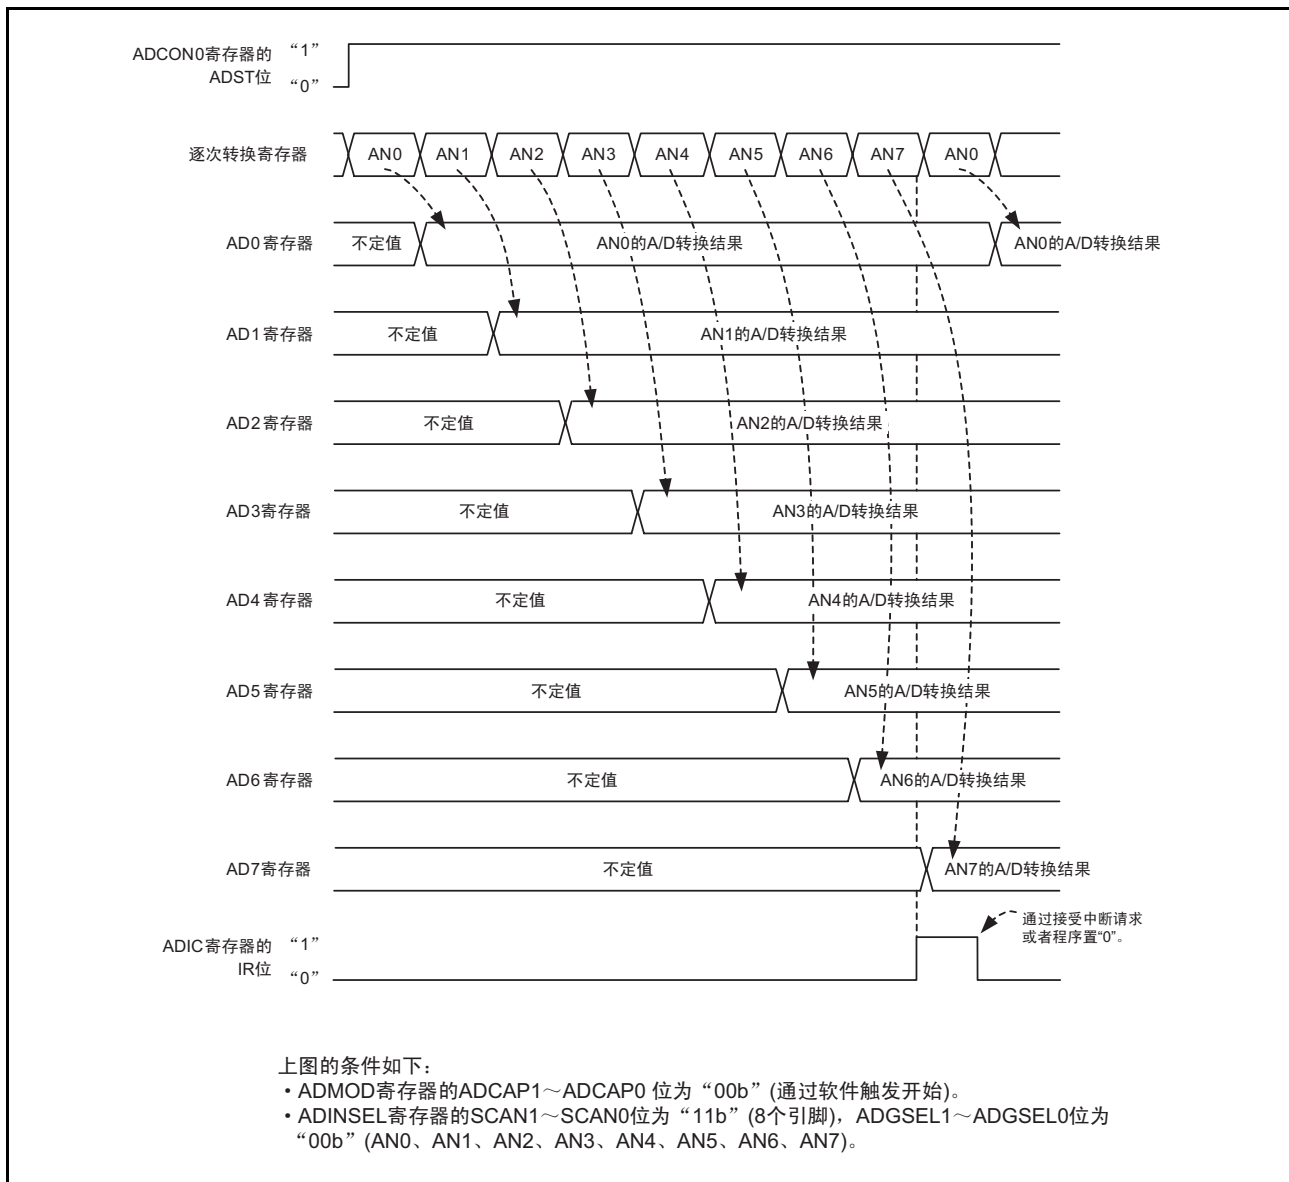 ADCON0寄存器的 “1”
ADST位 “0”
逐次转换寄存器 AN0 AN1 AN2 AN3 AN4 AN5 AN6 AN7 AN0
AD0寄存器 不定值 AN0的A/D转换结果 AN0的A/D转换结果
AD1寄存器 不定值 AN1的A/D转换结果
AD2寄存器 不定值 AN2的A/D转换结果
AD3寄存器 不定值 AN3的A/D转换结果
AD4寄存器 不定值 AN4的A/D转换结果
AD5寄存器 不定值 AN5的A/D转换结果
AD6寄存器 不定值 AN6的A/D转换结果
AD7寄存器 不定值 AN7的A/D转换结果
通过接受中断请求
或者程序置“0”。
ADIC寄存器的 “1”
IR位 “0”
上图的条件如下：
・ADMOD寄存器的ADCAP1～ADCAP0 位为“00b” (通过软件触发开始)。
・ADINSEL寄存器的SCAN1～SCAN0位为“11b” (8个引脚)，ADGSEL1～ADGSEL0位为
“00b” (AN0、AN1、AN2、AN3、AN4、AN5、AN6、AN7)。